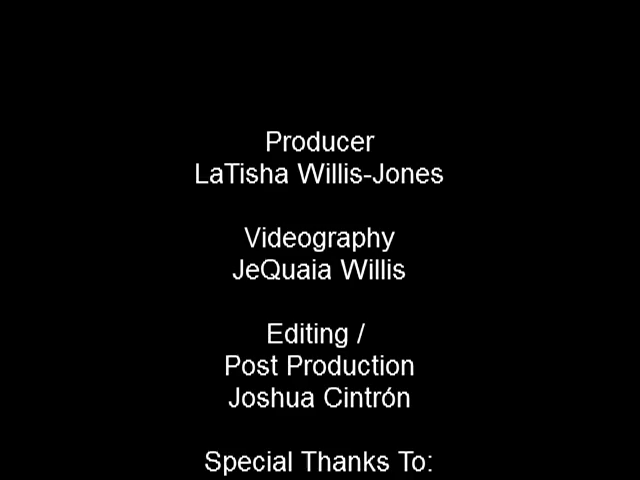 Producer
LaTisha Willis-Jones
Videography
JeQuaia Willis
Editing /
Post Production
Joshua Cintrón
Special Thanks To: